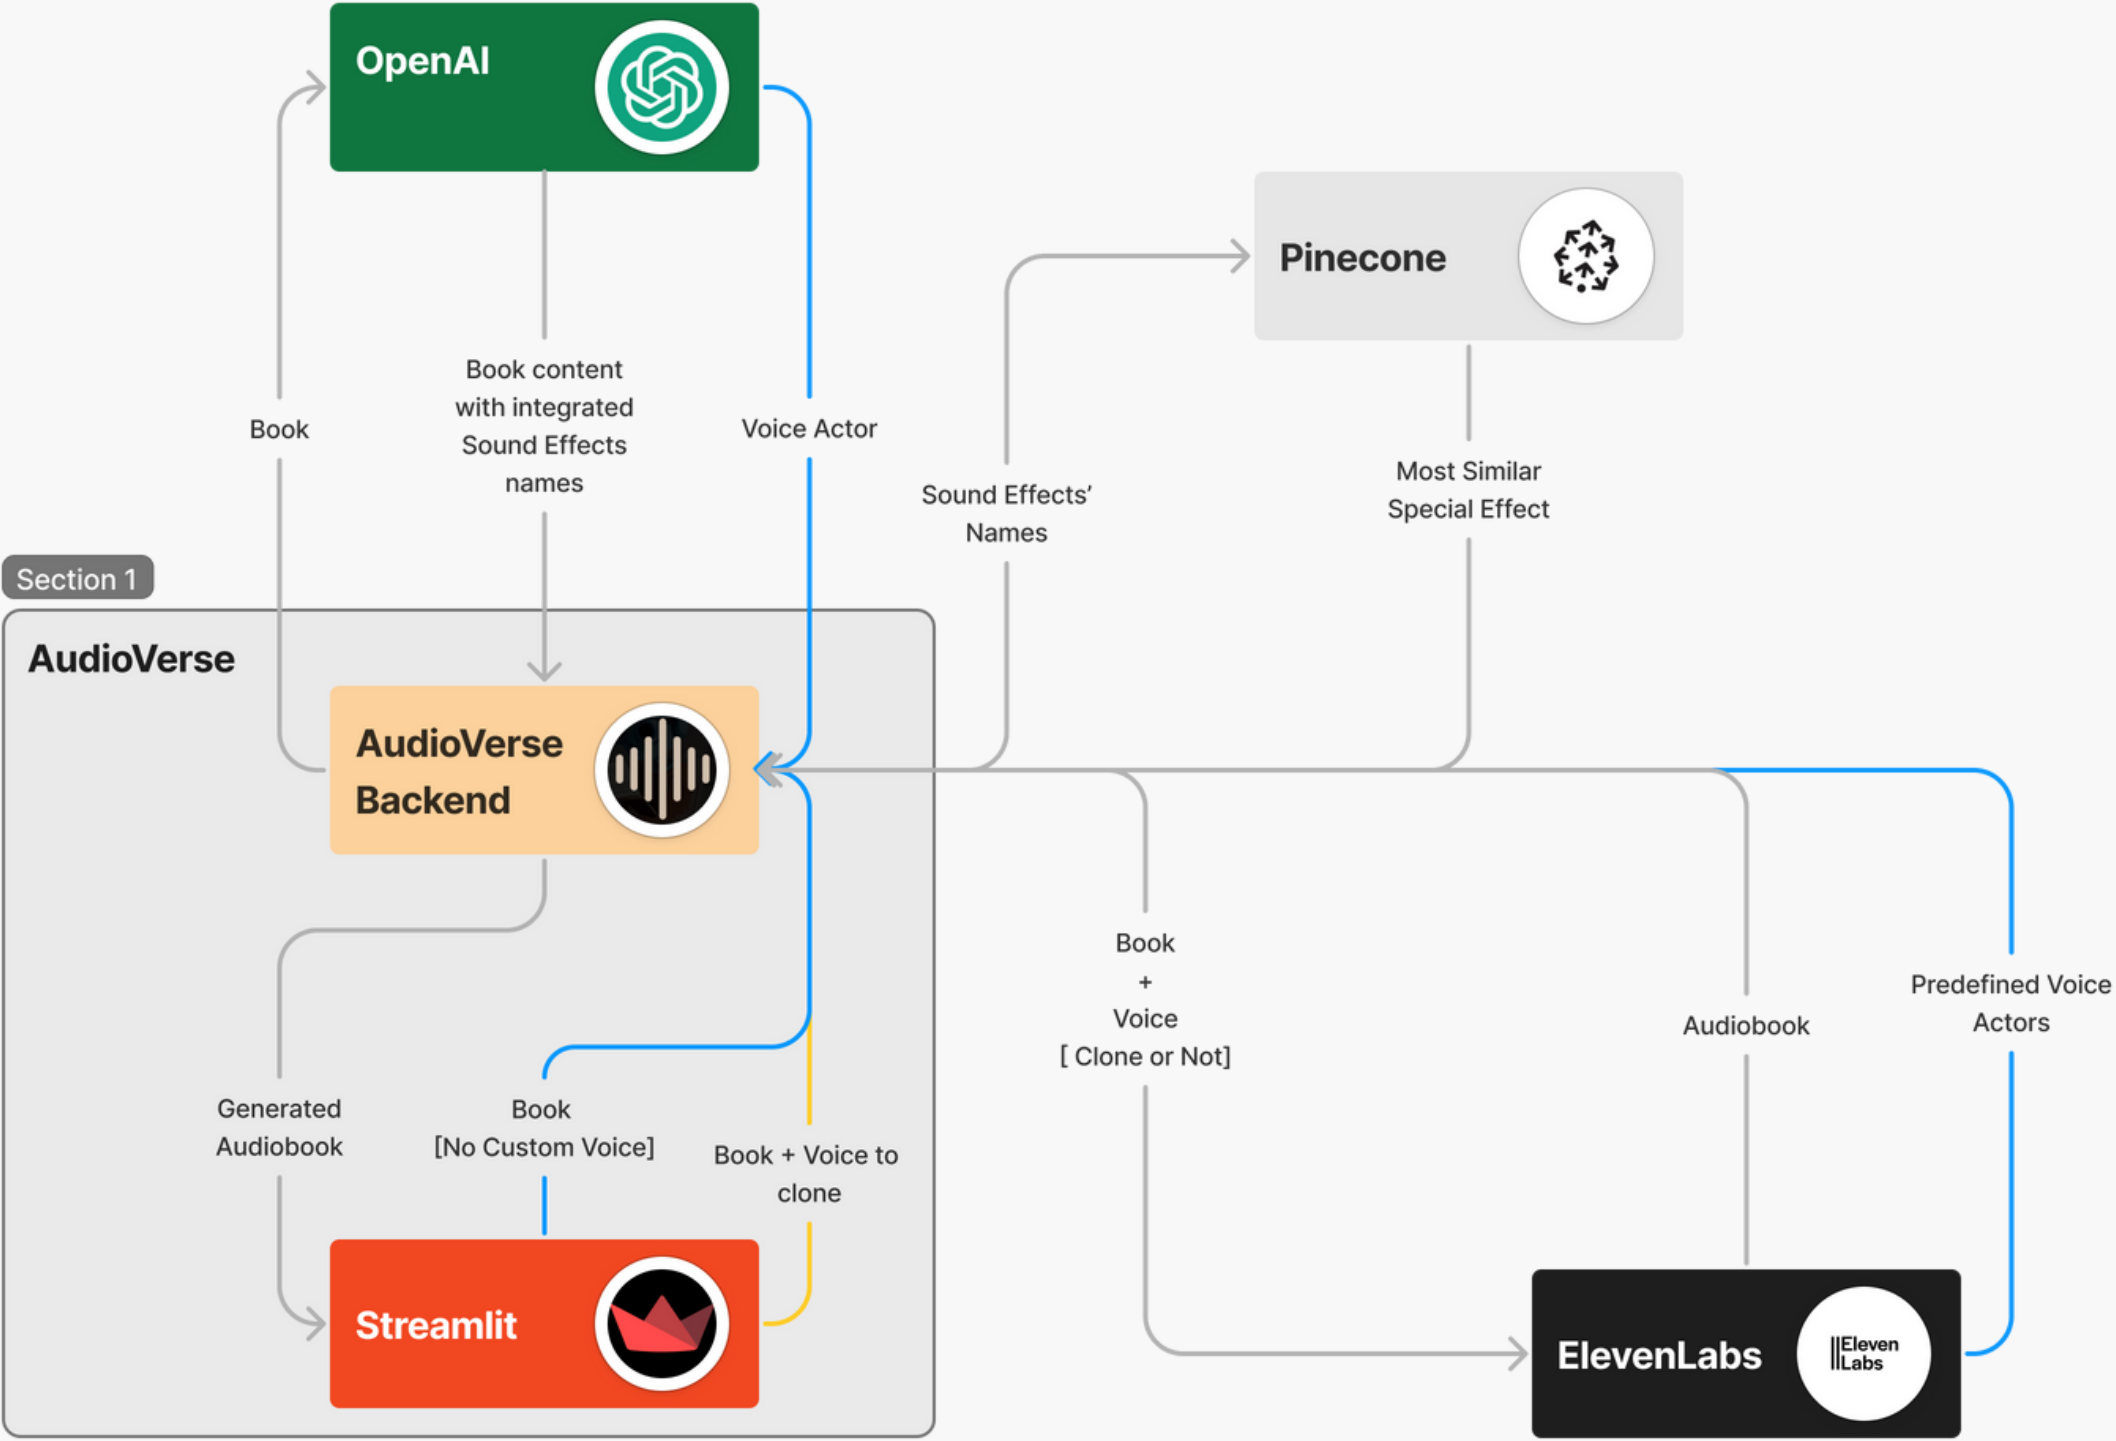 OpenAI
Pinecone
Book content
with integrated
Sound Effects
names
Book
Voice Actor
Sound Effects’
Names
Most Similar
Special Effect
Section 1
AudioVerse
AudioVerse
Backend
Book
+
Voice
[ Clone or Not]
Audiobook
Predefined Voice
Actors
Generated
Audiobook
Book
[No Custom Voice]
Book + Voice to
clone
Streamlit
ElevenLabs
Eleven
Labs